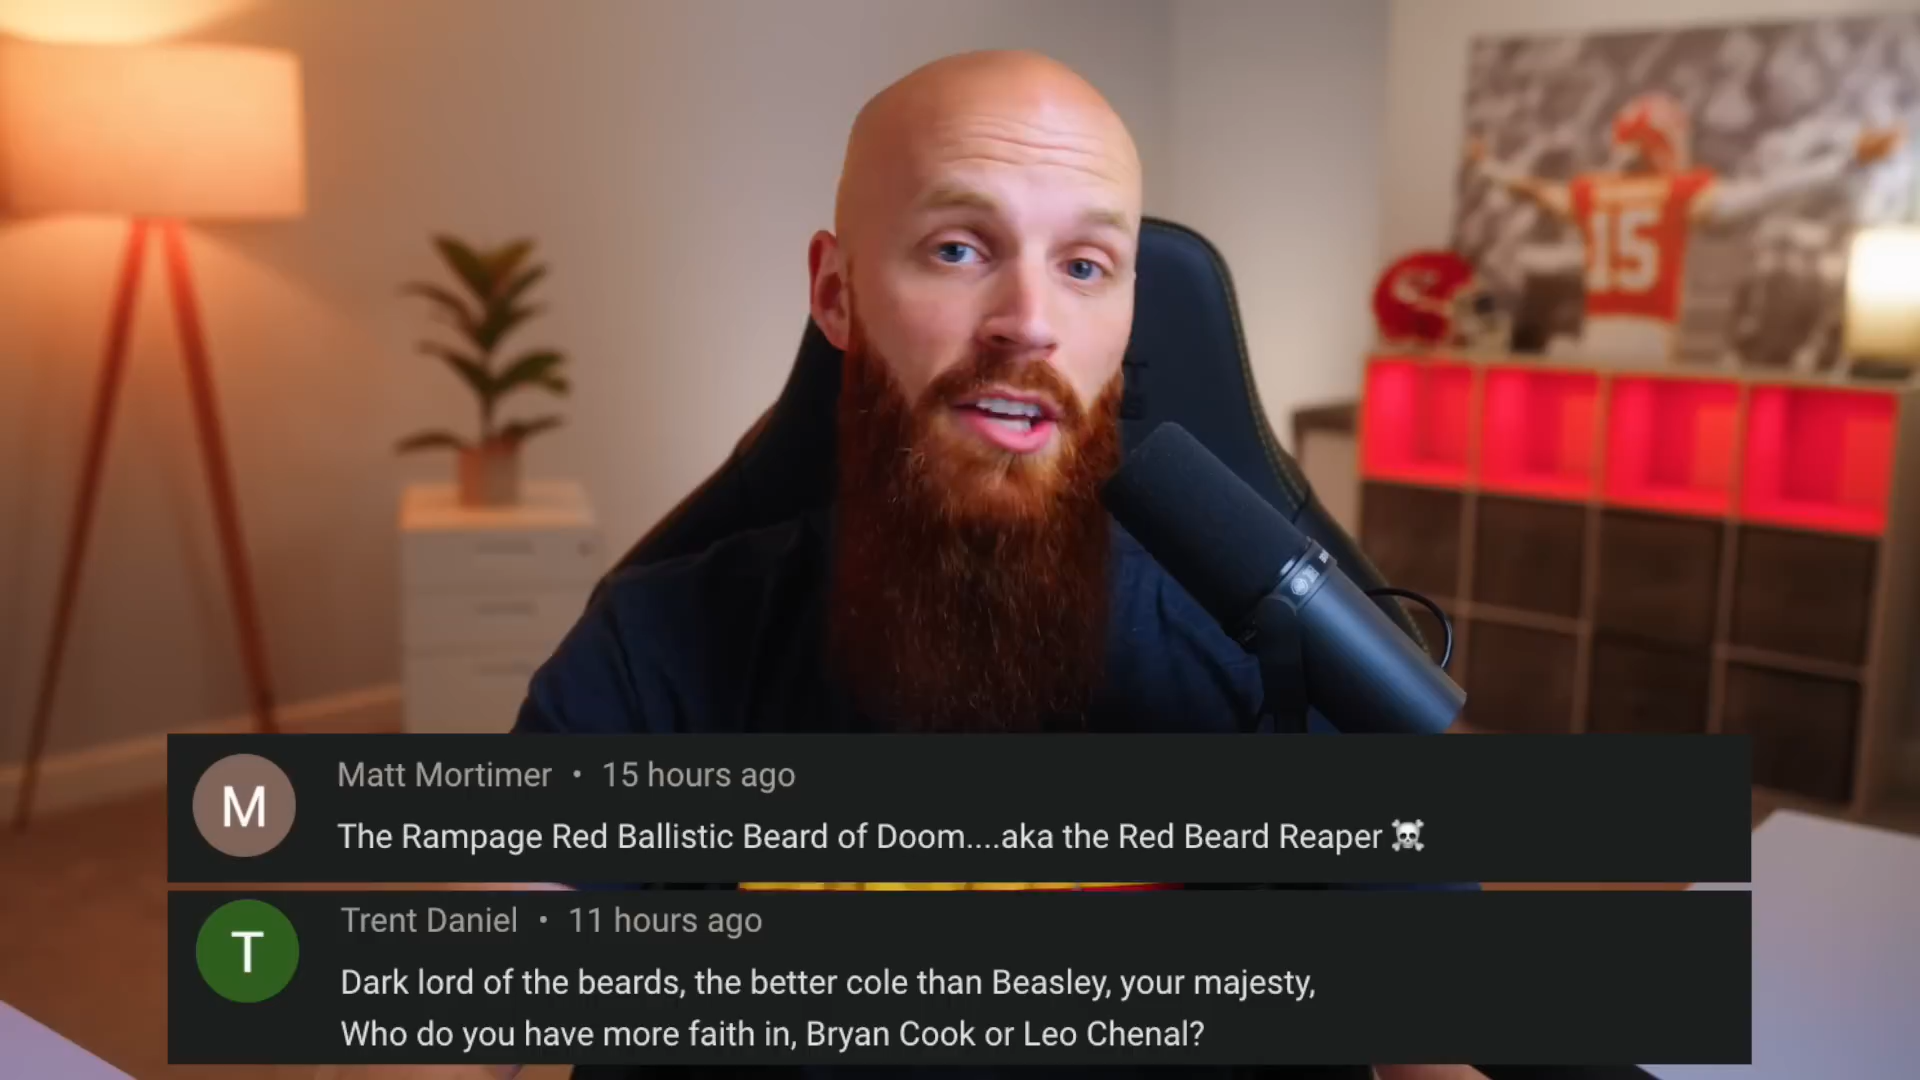 15
M
Matt Mortimer • 15 hours ago
The Rampage Red Ballistic Beard of Doom....aka the Red Beard Reaper ☠
T
Trent Daniel • 11 hours ago
Dark lord of the beards, the better cole than Beasley, your majesty,
Who do you have more faith in, Bryan Cook or Leo Chenal?